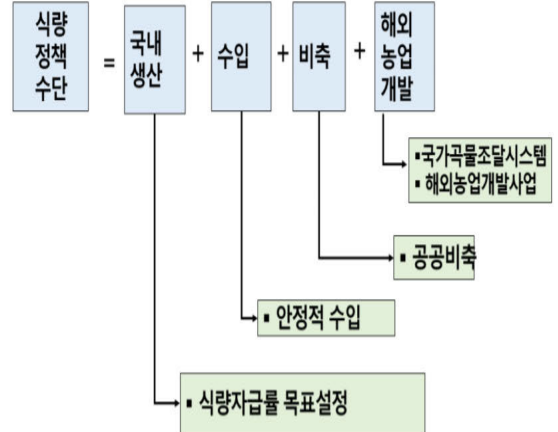 식량
정책
수단
=
국내
생산
+
수입
+
비축
+
해외
농업
개발
▪국가곡물조달시스템
▪ 해외농업개발사업
▪ 공공비축
▪ 안정적 수입
▪ 식량자급률 목표설정